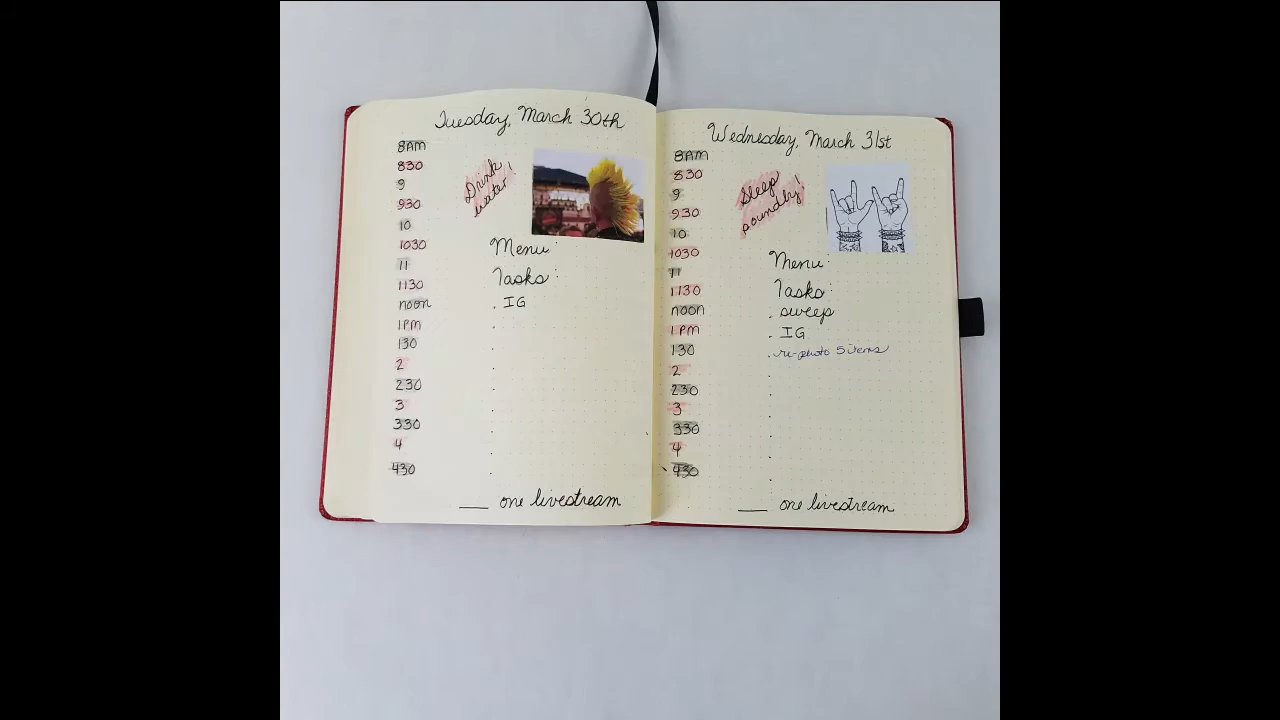 Tuesday, March 30th
8AM
830
9
930
10
1030
11
1130
noon
1PM
130
2
230
3
330
4
430
Drink
water!
Menu:
Tasks:
. IG
___ one livestream
Wednesday, March 31st
8AM
830
9
930
10
1030
11
1130
noon
1PM
130
2
230
3
330
4
430
Sleep
soundly!
Menu:
Tasks:
. sweep
. IG
. re-photo 5 items
___ one livestream